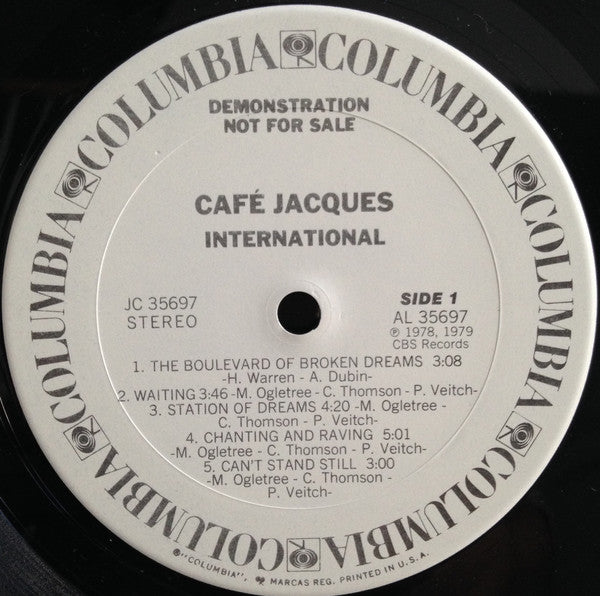 COLUMBIA COLUMBIA COLUMBIA COLUMBIA COLUMBIA COLUMBIA
DEMONSTRATION
NOT FOR SALE
CAFÉ JACQUES
INTERNATIONAL
JC 35697
STEREO
SIDE 1
AL 35697
℗ 1978, 1979
CBS Records
1. THE BOULEVARD OF BROKEN DREAMS 3:08
-H. Warren - A. Dubin-
2. WAITING 3:46 -M. Ogletree - C. Thomson - P. Veitch-
3. STATION OF DREAMS 4:20 -M. Ogletree -
C. Thomson - P. Veitch-
4. CHANTING AND RAVING 5:01
-M. Ogletree - C. Thomson - P. Veitch-
5. CAN'T STAND STILL 3:00
-M. Ogletree - C. Thomson -
P. Veitch-
®"COLUMBIA", MARCAS REG. PRINTED IN U.S.A.